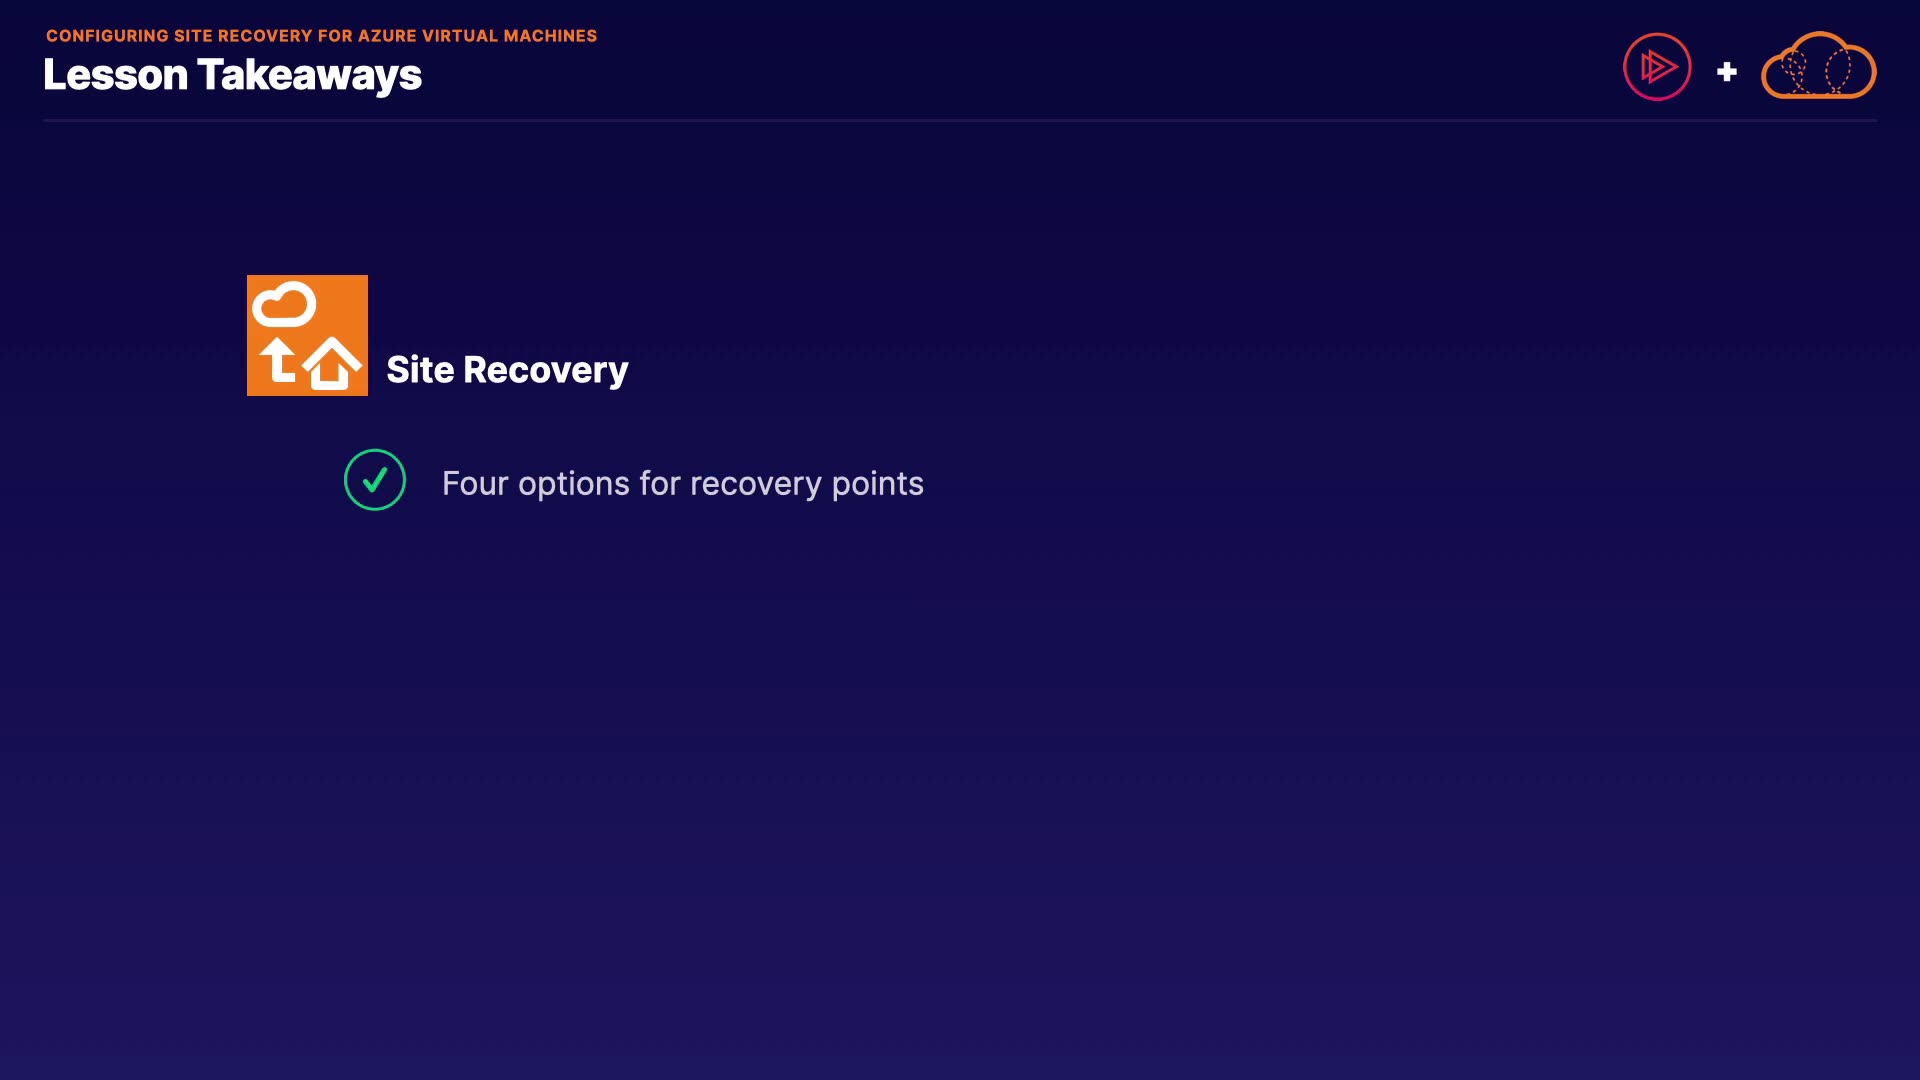 CONFIGURING SITE RECOVERY FOR AZURE VIRTUAL MACHINES
Lesson Takeaways
Site Recovery
Four options for recovery points